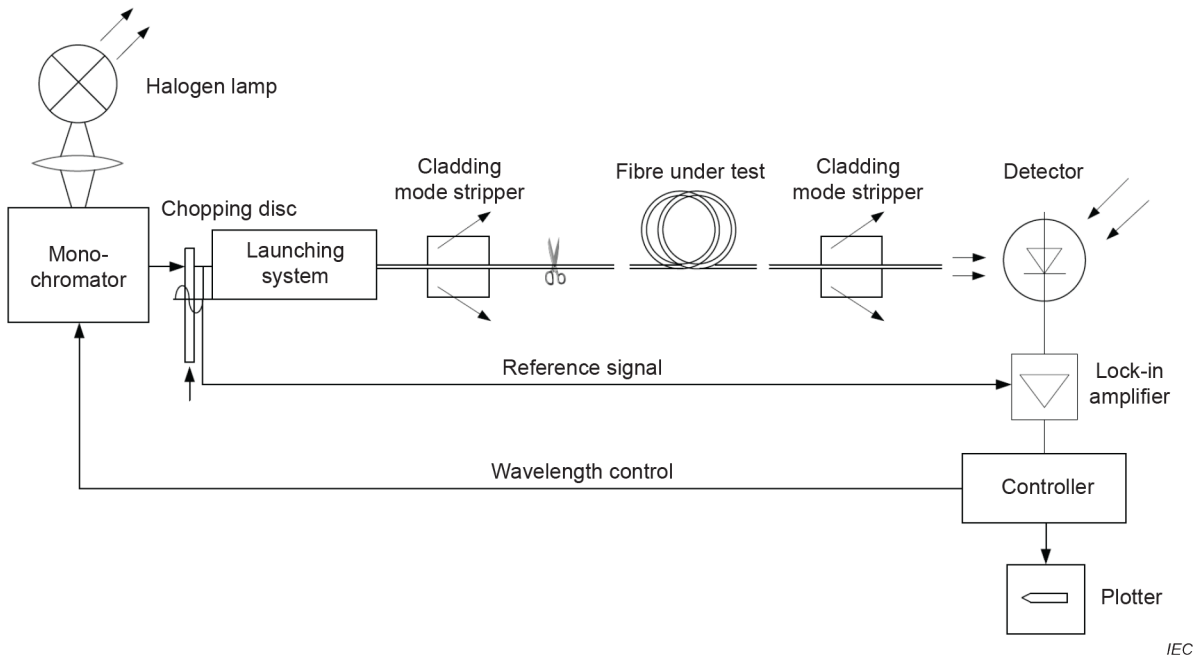 Halogen lamp
Cladding
mode stripper
Fibre under test
Cladding
mode stripper
Detector
Chopping disc
Mono-
chromator
Launching
system
Reference signal
Lock-in
amplifier
Wavelength control
Controller
Plotter
IEC